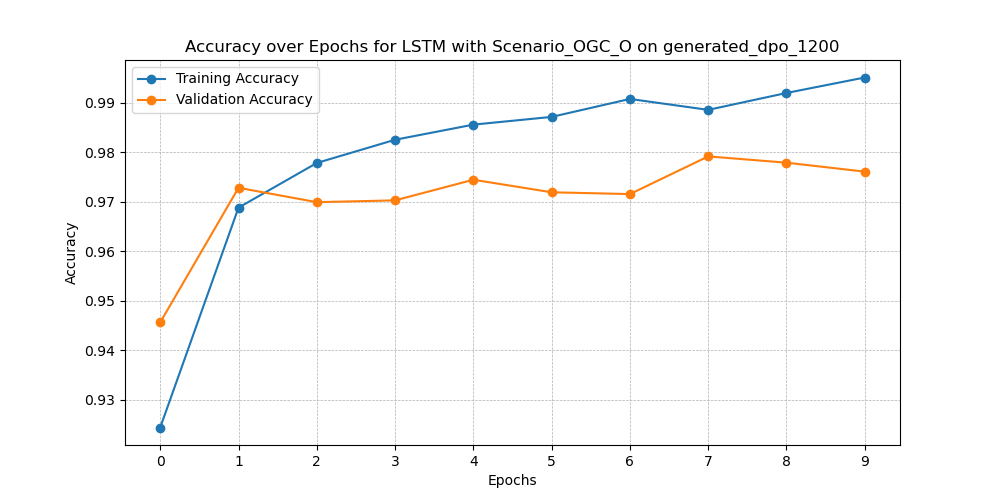 Accuracy over Epochs for LSTM with Scenario_OGC_O on generated_dpo_1200
Training Accuracy
Validation Accuracy
0.99
0.98
0.97
0.96
0.95
0.94
0.93
Accuracy
0 1 2 3 4 5 6 7 8 9
Epochs